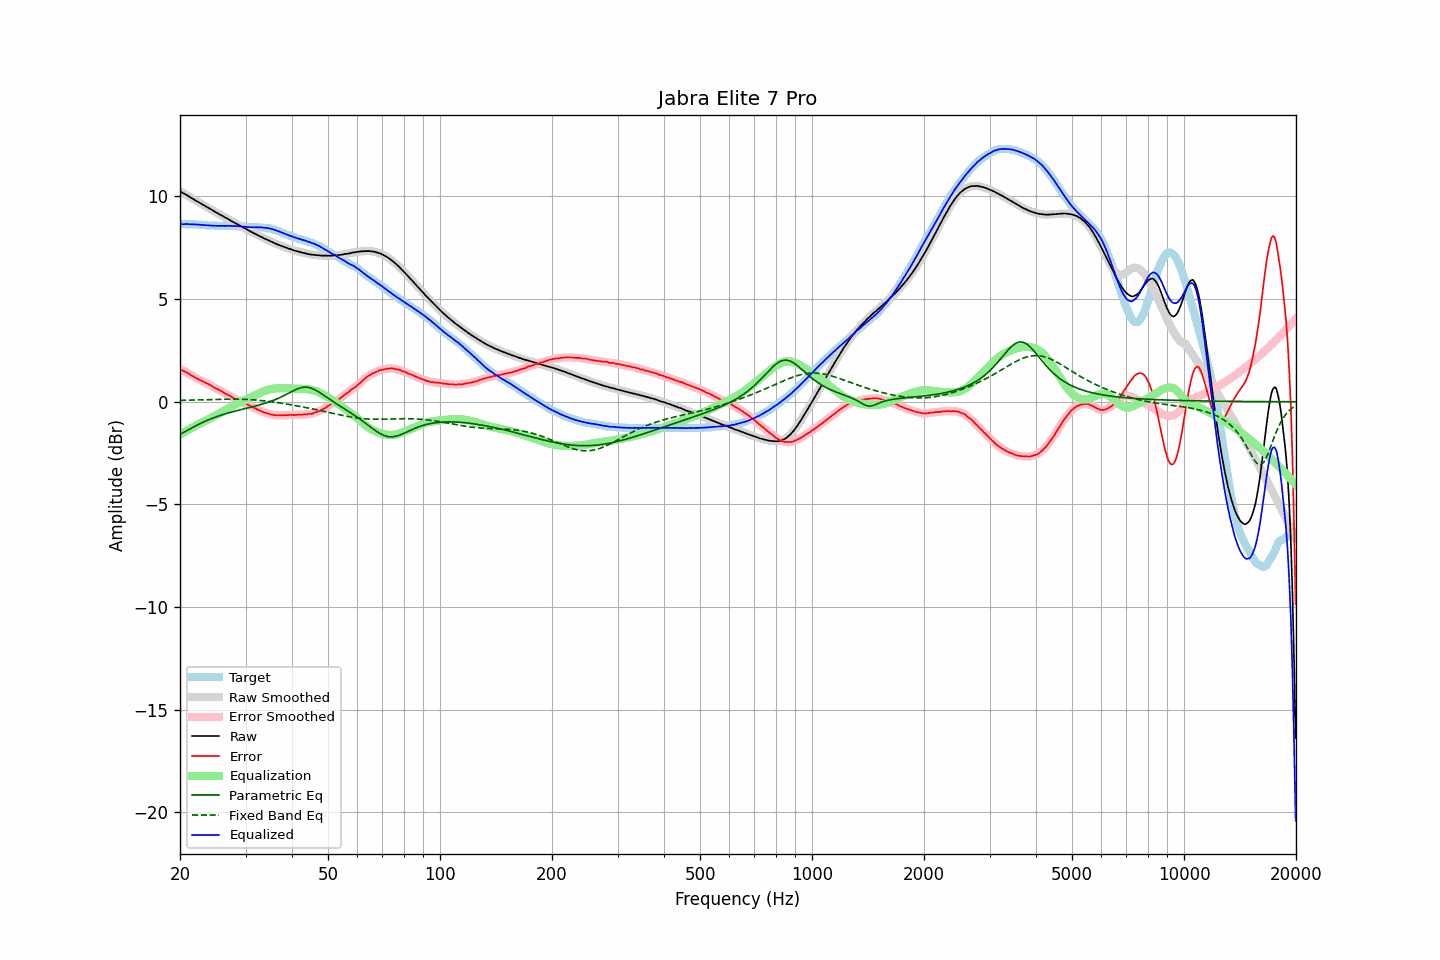 Jabra Elite 7 Pro
Amplitude (dBr)
10
5
0
−5
−10
−15
−20
Target
Raw Smoothed
Error Smoothed
Raw
Error
Equalization
Parametric Eq
Fixed Band Eq
Equalized
20 50 100 200 500 1000 2000 5000 10000 20000
Frequency (Hz)